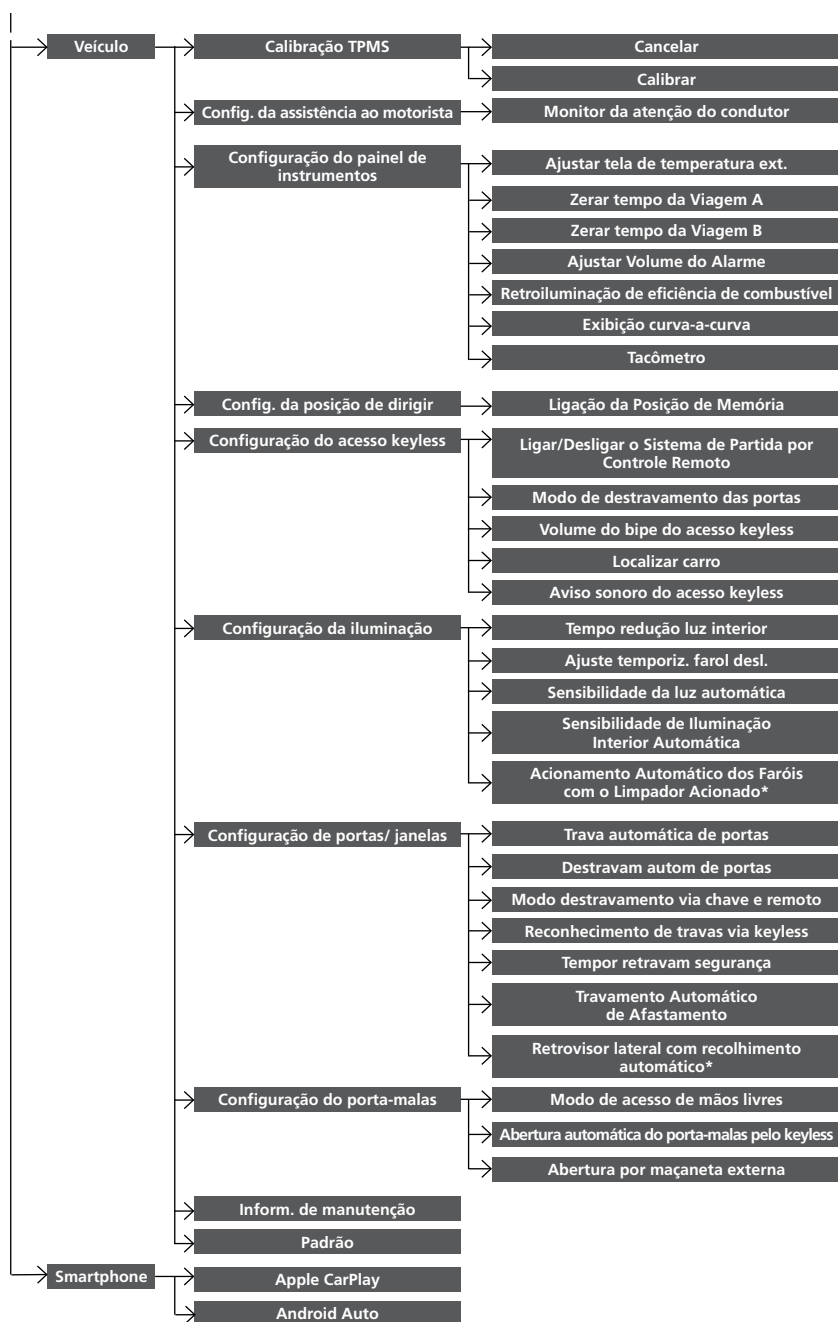 Veículo
Calibração TPMS
Cancelar
Calibrar
Config. da assistência ao motorista
Monitor da atenção do condutor
Configuração do painel de
instrumentos
Ajustar tela de temperatura ext.
Zerar tempo da Viagem A
Zerar tempo da Viagem B
Ajustar Volume do Alarme
Retroiluminação de eficiência de combustível
Exibição curva-a-curva
Tacômetro
Config. da posição de dirigir
Ligação da Posição de Memória
Configuração do acesso keyless
Ligar/Desligar o Sistema de Partida por
Controle Remoto
Modo de destravamento das portas
Volume do bipe do acesso keyless
Localizar carro
Aviso sonoro do acesso keyless
Configuração da iluminação
Tempo redução luz interior
Ajuste temporiz. farol desl.
Sensibilidade da luz automática
Sensibilidade de Iluminação
Interior Automática
Acionamento Automático dos Faróis
com o Limpador Acionado*
Configuração de portas/ janelas
Trava automática de portas
Destravam autom de portas
Modo destravamento via chave e remoto
Reconhecimento de travas via keyless
Tempor retravam segurança
Travamento Automático
de Afastamento
Retrovisor lateral com recolhimento
automático*
Configuração do porta-malas
Modo de acesso de mãos livres
Abertura automática do porta-malas pelo keyless
Abertura por maçaneta externa
Inform. de manutenção
Padrão
Smartphone
Apple CarPlay
Android Auto